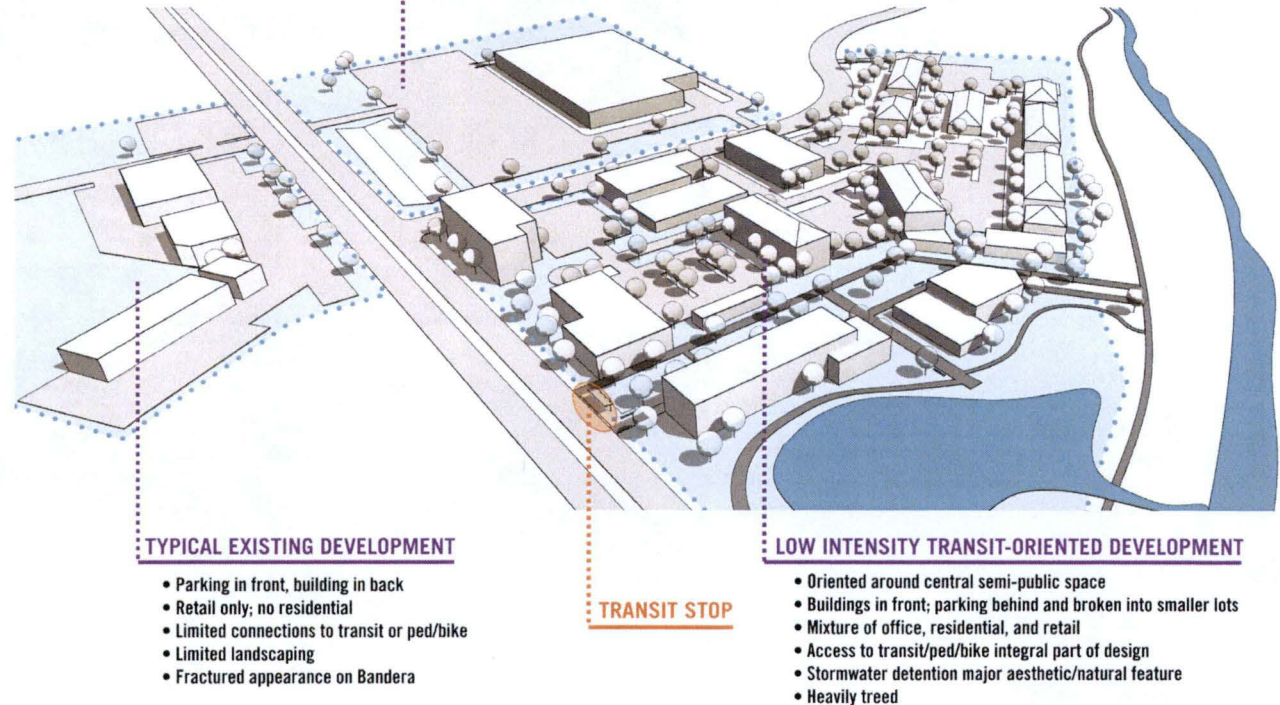 TYPICAL EXISTING DEVELOPMENT
• Parking in front, building in back
• Retail only; no residential
• Limited connections to transit or ped/bike
• Limited landscaping
• Fractured appearance on Bandera
TRANSIT STOP
LOW INTENSITY TRANSIT-ORIENTED DEVELOPMENT
• Oriented around central semi-public space
• Buildings in front; parking behind and broken into smaller lots
• Mixture of office, residential, and retail
• Access to transit/ped/bike integral part of design
• Stormwater detention major aesthetic/natural feature
• Heavily treed